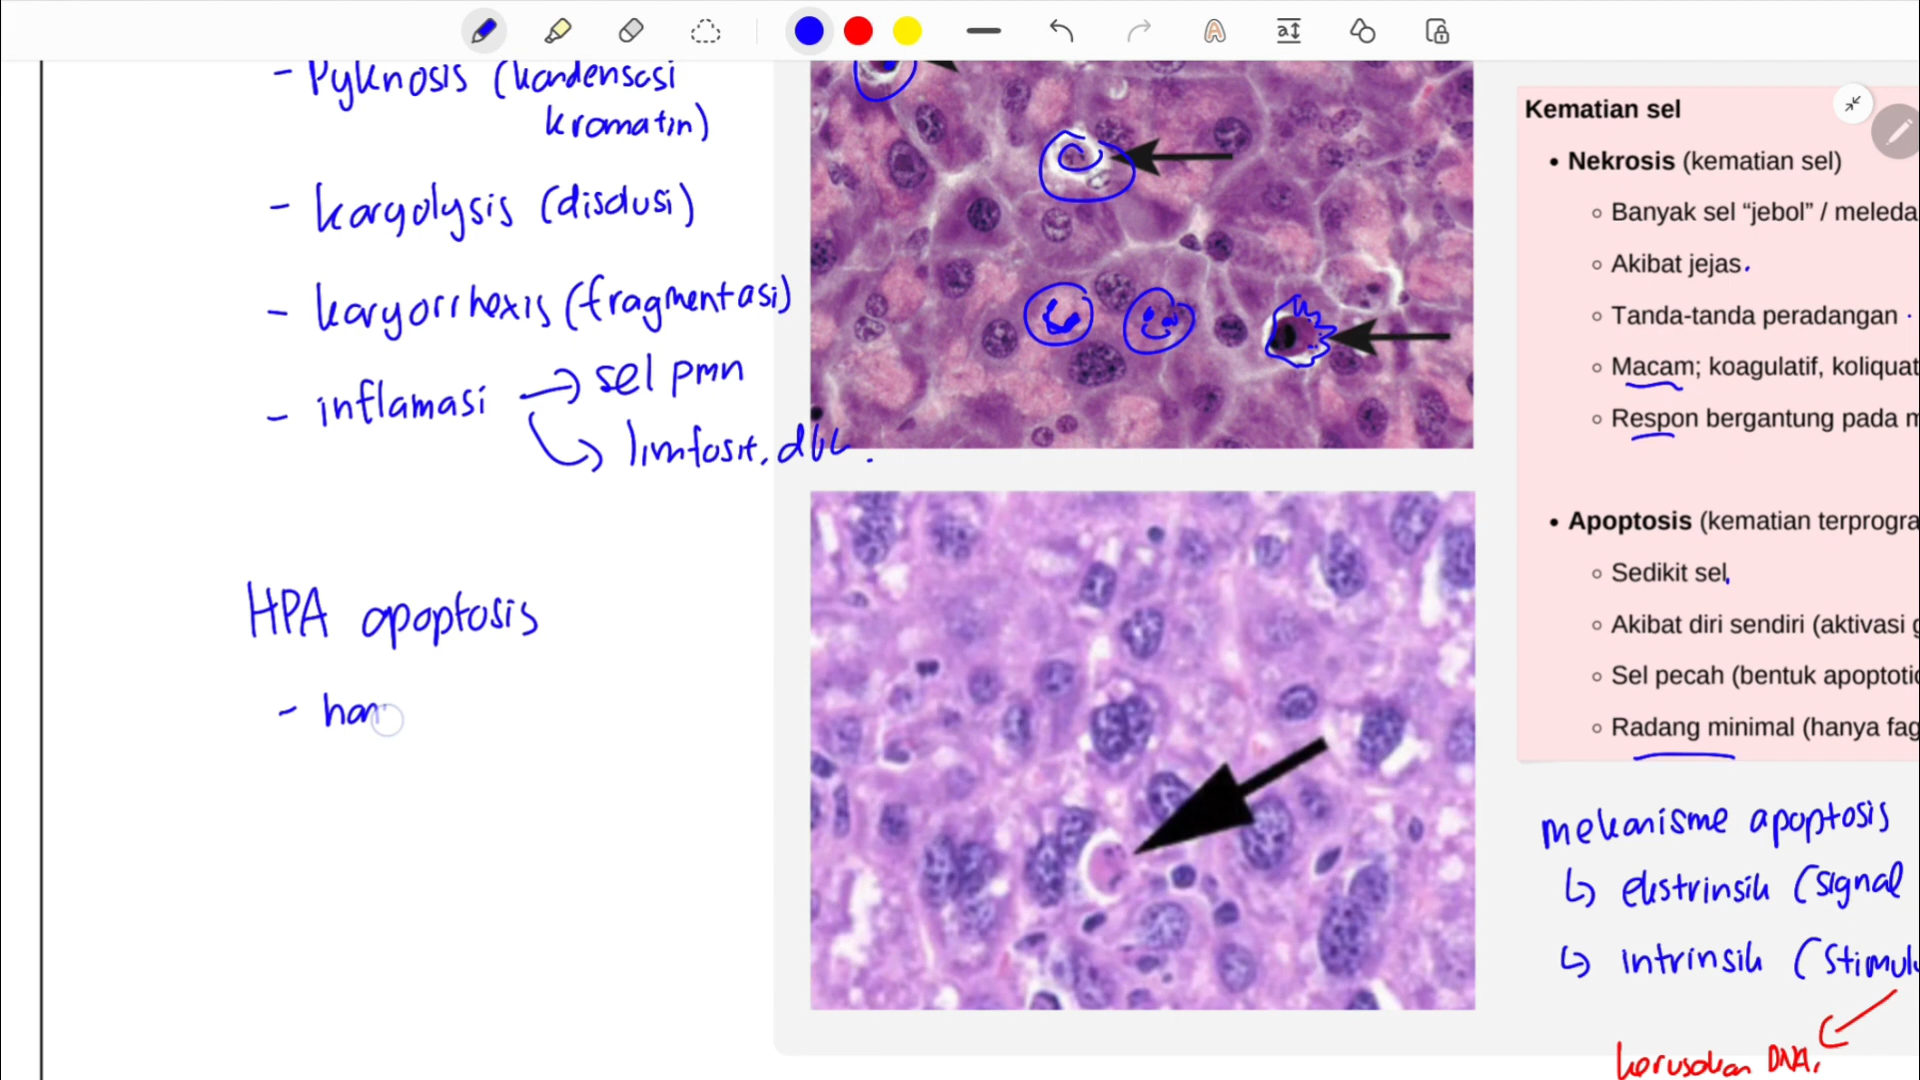 - Pyknosis (kondensasi
kromatin)
- karyolysis (disolusi)
- karyorrhexis (fragmentasi)
- inflamasi → sel pmn
limfosit, dll.
HPA apoptosis
- han
Kematian sel
• Nekrosis (kematian sel)
○ Banyak sel “jebol” / meleda
○ Akibat jejas
○ Tanda-tanda peradangan
○ Macam; koagulatif, koliquat
○ Respon bergantung pada m
• Apoptosis (kematian terprogra
○ Sedikit sel
○ Akibat diri sendiri (aktivasi g
○ Sel pecah (bentuk apoptotic
○ Radang minimal (hanya fag
mekanisme apoptosis
↳ ekstrinsik (signal
↳ intrinsik (stimulu
kerusakan DNA,